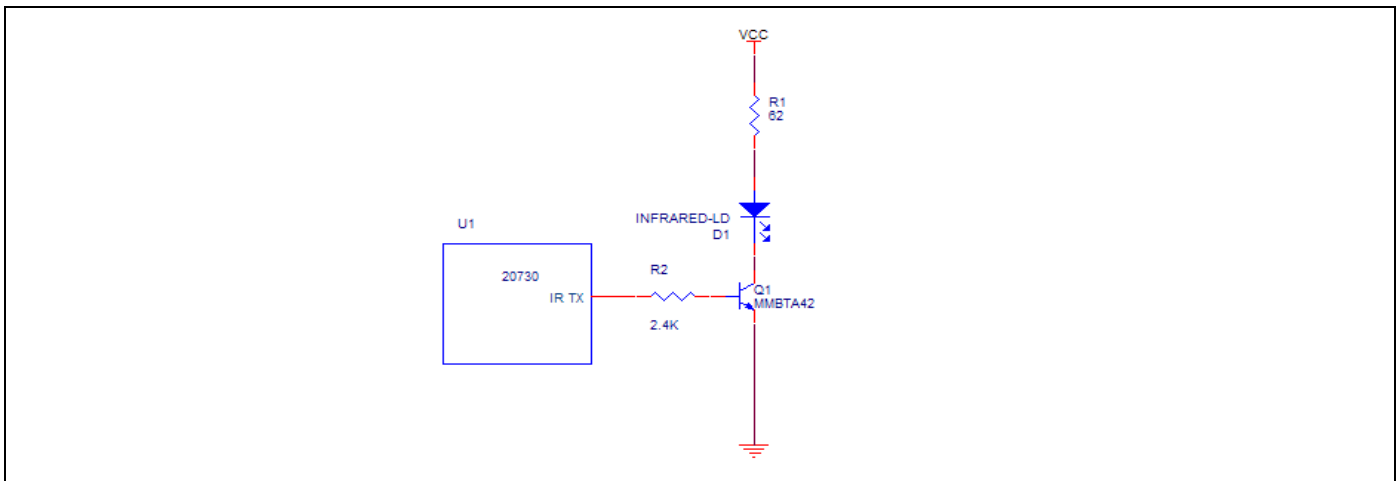 VCC
R1
62
INFRARED-LD
D1
U1
20730
IR TX
R2
2.4K
Q1
MMBTA42